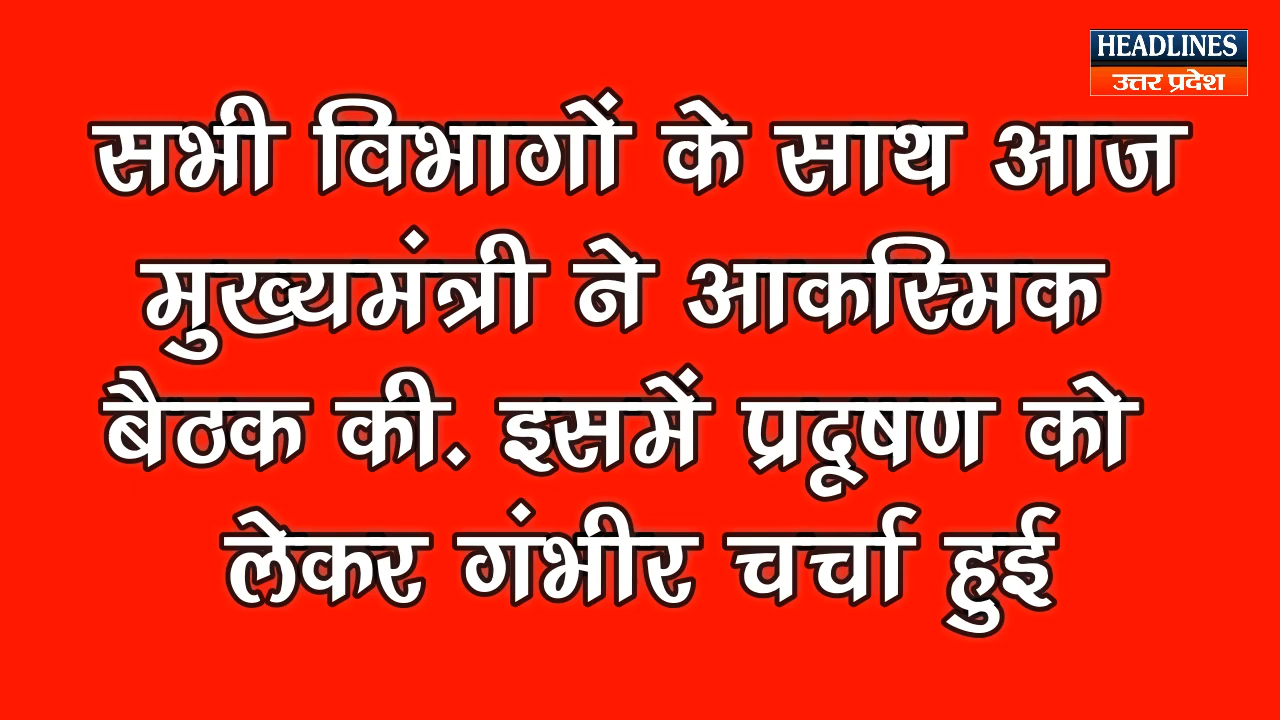 HEADLINES
उत्तर प्रदेश
सभी विभागों के साथ आज
मुख्यमंत्री ने आकस्मिक
बैठक की. इसमें प्रदूषण को
लेकर गंभीर चर्चा हुई